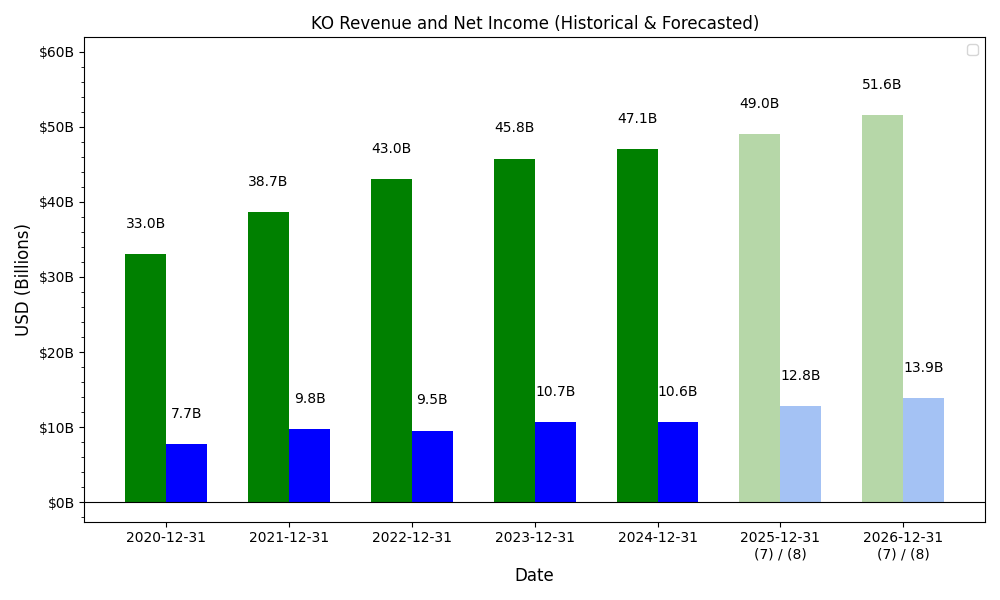 KO Revenue and Net Income (Historical & Forecasted)
$60B
$50B
$40B
$30B
$20B
$10B
$0B
USD (Billions)
33.0B
7.7B
38.7B
9.8B
43.0B
9.5B
45.8B
10.7B
47.1B
10.6B
49.0B
12.8B
51.6B
13.9B
2020-12-31
2021-12-31
2022-12-31
2023-12-31
2024-12-31
2025-12-31
(7) / (8)
2026-12-31
(7) / (8)
Date